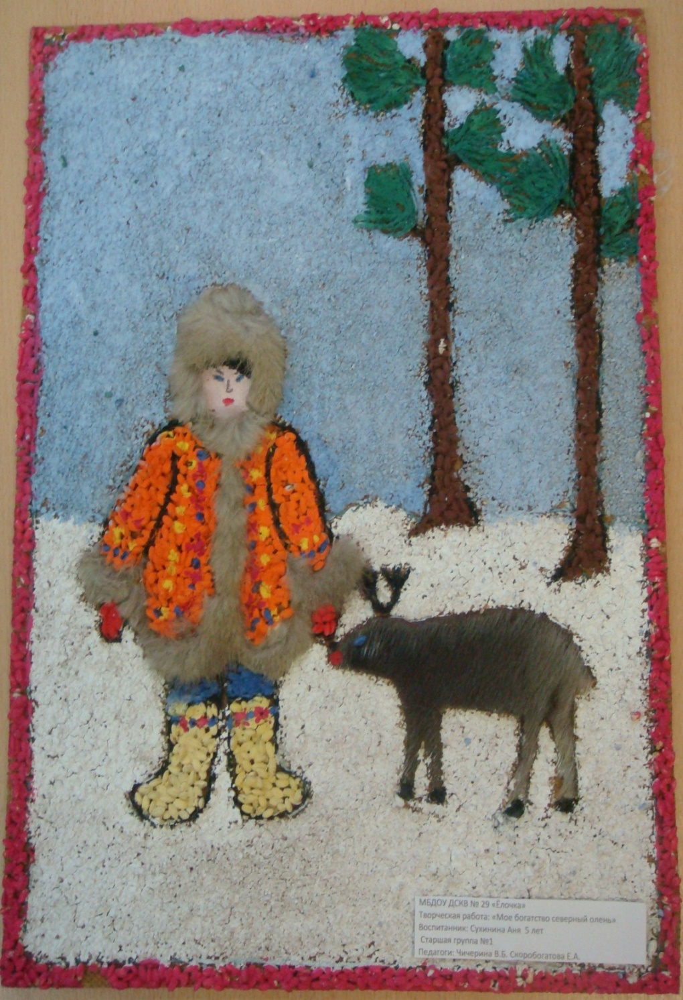 МБДОУ ДСКВ № 29 «Ёлочка»
Творческая работа: «Мое богатство северный олень»
Воспитанник: Сухинина Аня 5 лет
Старшая группа №1
Педагоги: Чичерина В.Б. Скоробогатова Е.А.